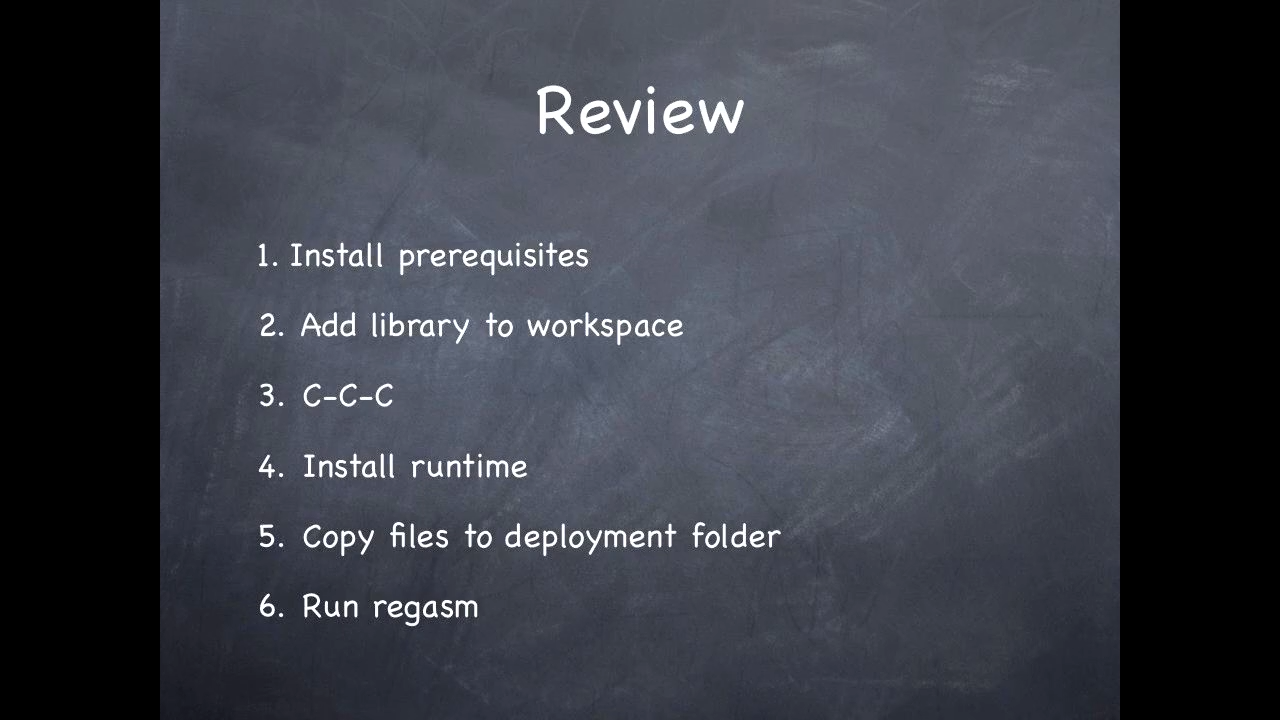 Review
1. Install prerequisites
2. Add library to workspace
3. C-C-C
4. Install runtime
5. Copy files to deployment folder
6. Run regasm